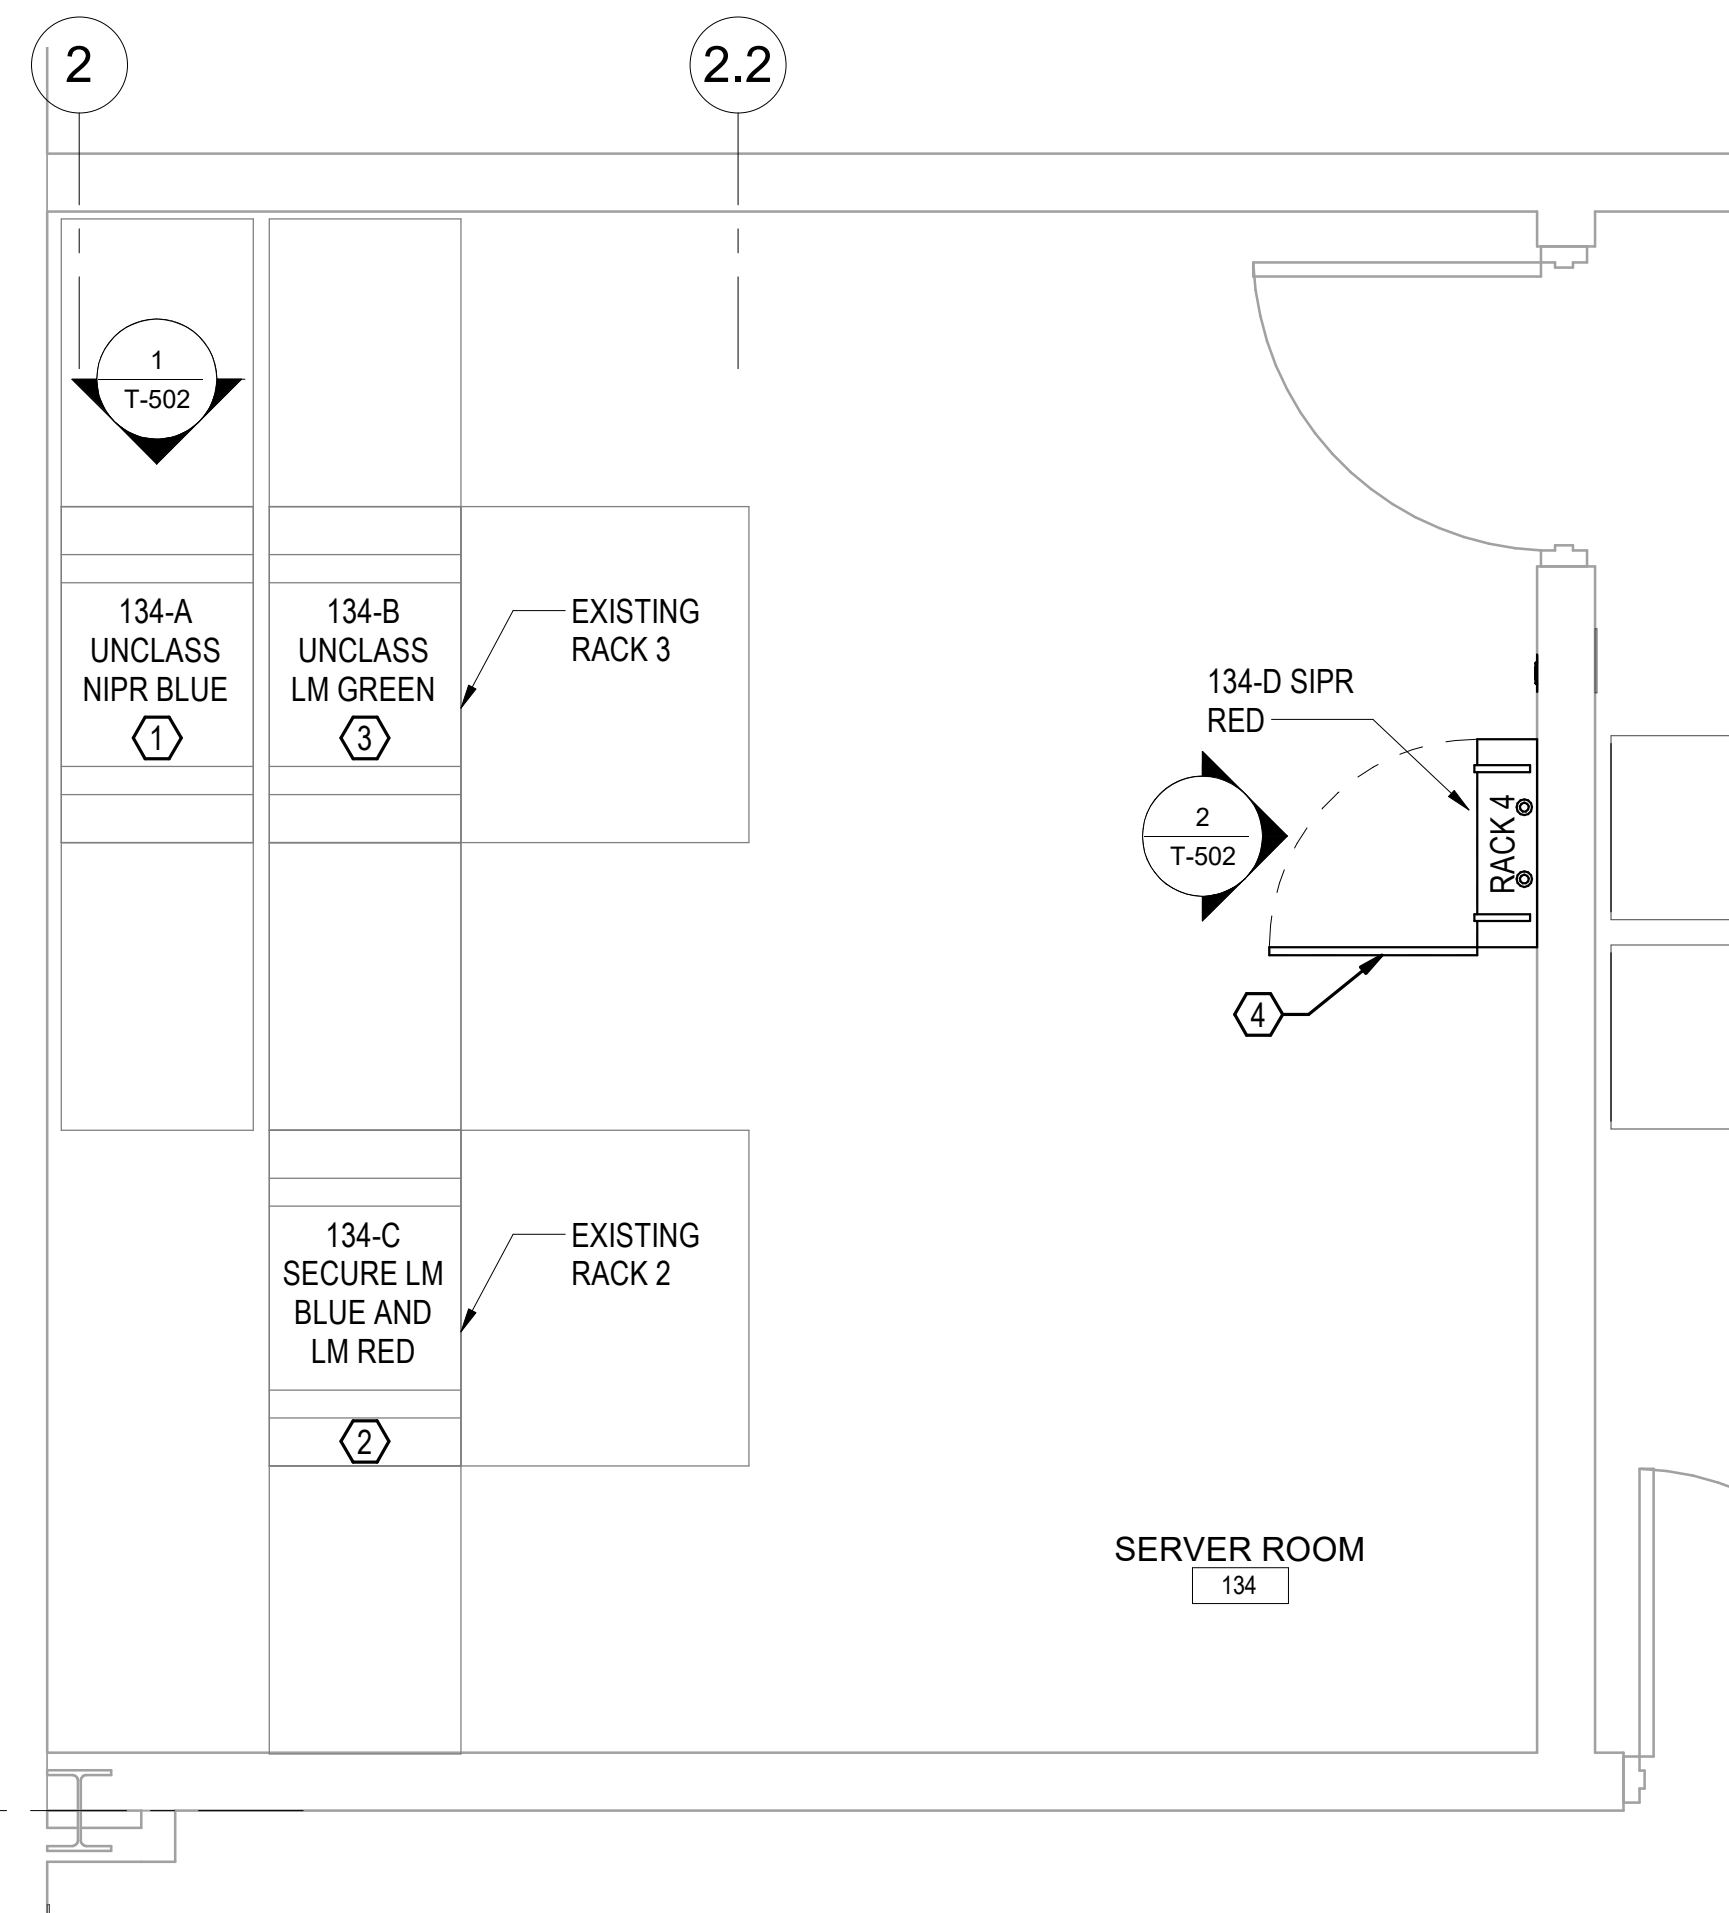 2
2.2
1
T-502
134-A
UNCLASS
NIPR BLUE
1
134-B
UNCLASS
LM GREEN
3
EXISTING
RACK 3
134-D SIPR
RED
RACK 4
2
T-502
4
134-C
SECURE LM
BLUE AND
LM RED
2
EXISTING
RACK 2
SERVER ROOM
134